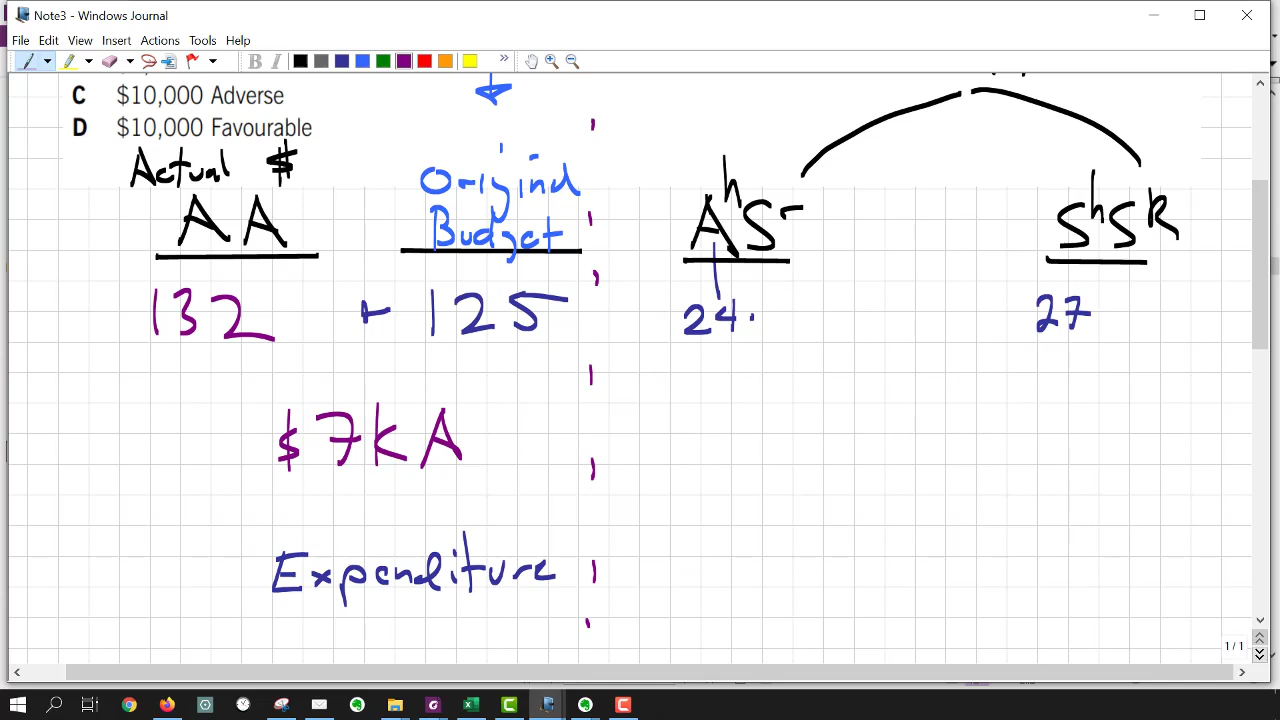 Note3 - Windows Journal
File Edit View Insert Actions Tools Help
B I
C $10,000 Adverse
D $10,000 Favourable
Actual $
AA
Original
Budget
AhSr
ShSR
132
125
24.
27
$7kA
Expenditure
1 / 1